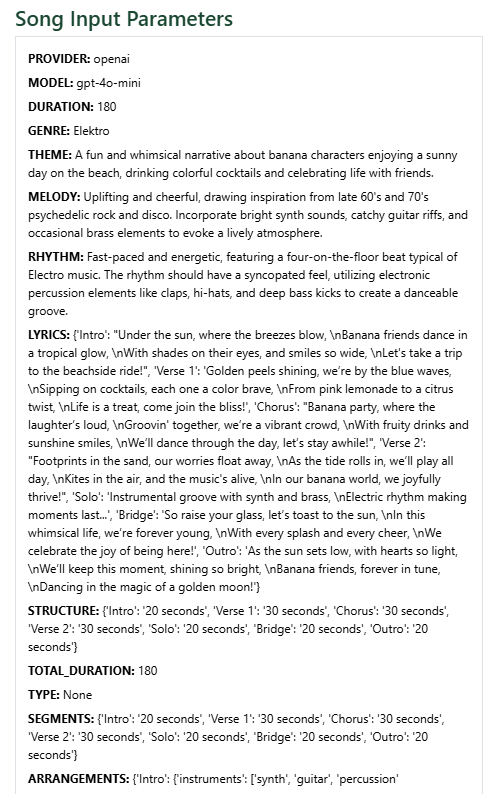 Song Input Parameters
PROVIDER: openai
MODEL: gpt-4o-mini
DURATION: 180
GENRE: Elektro
THEME: A fun and whimsical narrative about banana characters enjoying a sunny
day on the beach, drinking colorful cocktails and celebrating life with friends.
MELODY: Uplifting and cheerful, drawing inspiration from late 60's and 70's
psychedelic rock and disco. Incorporate bright synth sounds, catchy guitar riffs, and
occasional brass elements to evoke a lively atmosphere.
RHYTHM: Fast-paced and energetic, featuring a four-on-the-floor beat typical of
Electro music. The rhythm should have a syncopated feel, utilizing electronic
percussion elements like claps, hi-hats, and deep bass kicks to create a danceable
groove.
LYRICS: {'Intro': "Under the sun, where the breezes blow, \nBanana friends dance in
a tropical glow, \nWith shades on their eyes, and smiles so wide, \nLet's take a trip
to the beachside ride!", 'Verse 1': 'Golden peels shining, we’re by the blue waves,
\nSipping on cocktails, each one a color brave, \nFrom pink lemonade to a citrus
twist, \nLife is a treat, come join the bliss!', 'Chorus': "Banana party, where the
laughter’s loud, \nGroovin' together, we’re a vibrant crowd, \nWith fruity drinks and
sunshine smiles, \nWe’ll dance through the day, let’s stay awhile!", 'Verse 2':
"Footprints in the sand, our worries float away, \nAs the tide rolls in, we’ll play all
day, \nKites in the air, and the music's alive, \nIn our banana world, we joyfully
thrive!", 'Solo': 'Instrumental groove with synth and brass, \nElectric rhythm making
moments last...', 'Bridge': 'So raise your glass, let’s toast to the sun, \nIn this
whimsical life, we’re forever young, \nWith every splash and every cheer, \nWe
celebrate the joy of being here!', 'Outro': 'As the sun sets low, with hearts so light,
\nWe’ll keep this moment, shining so bright, \nBanana friends, forever in tune,
\nDancing in the magic of a golden moon!'}
STRUCTURE: {'Intro': '20 seconds', 'Verse 1': '30 seconds', 'Chorus': '30 seconds',
'Verse 2': '30 seconds', 'Solo': '20 seconds', 'Bridge': '20 seconds', 'Outro': '20
seconds'}
TOTAL_DURATION: 180
TYPE: None
SEGMENTS: {'Intro': '20 seconds', 'Verse 1': '30 seconds', 'Chorus': '30 seconds',
'Verse 2': '30 seconds', 'Solo': '20 seconds', 'Bridge': '20 seconds', 'Outro': '20
seconds'}
ARRANGEMENTS: {'Intro': {'instruments': ['synth', 'guitar', 'percussion'